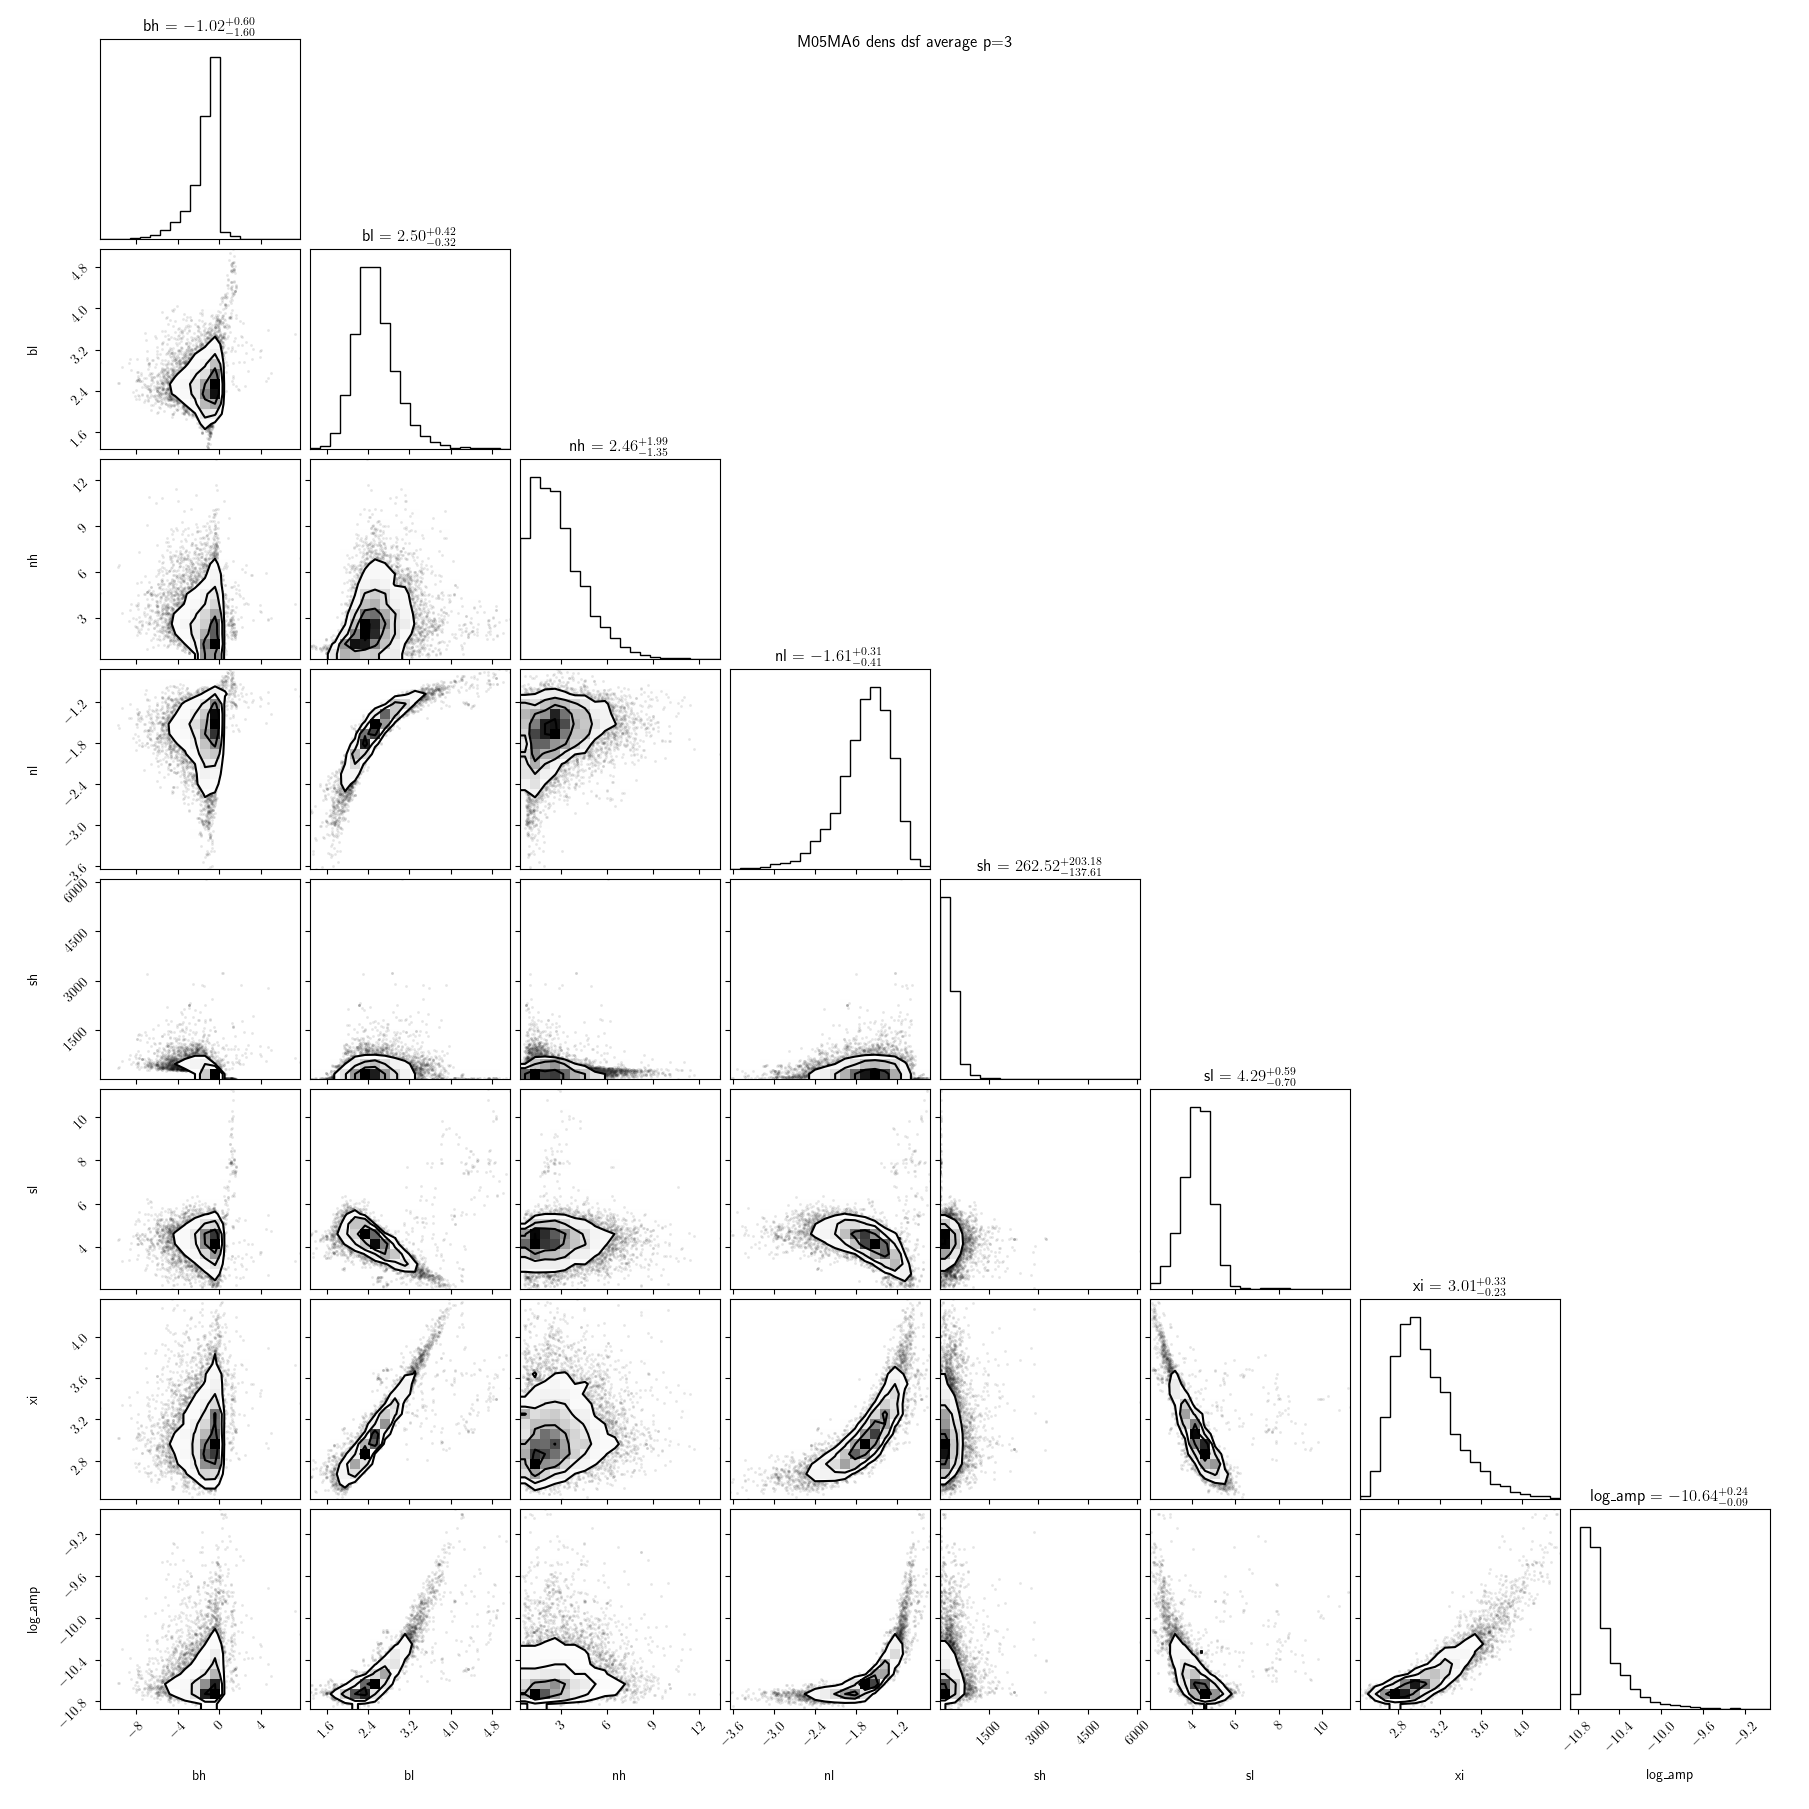 M05MA6 dens dsf average p=3
bh = −1.02+0.60−1.60
bl = 2.50+0.42−0.32
nh = 2.46+1.99−1.35
nl = −1.61+0.31−0.41
sh = 262.52+203.18−137.61
sl = 4.29+0.59−0.70
xi = 3.01+0.33−0.23
log_amp = −10.64+0.24−0.09
bl
4.8
4.0
3.2
2.4
1.6
nh
12
9
6
3
nl
−1.2
−1.8
−2.4
−3.0
−3.6
sh
6000
4500
3000
1500
sl
10
8
6
4
xi
4.0
3.6
3.2
2.8
log_amp
−9.2
−9.6
−10.0
−10.4
−10.8
−8 −4 0 4
1.6 2.4 3.2 4.0 4.8
3 6 9 12
−3.6 −3.0 −2.4 −1.8 −1.2
1500 3000 4500 6000
4 6 8 10
2.8 3.2 3.6 4.0
−10.8 −10.4 −10.0 −9.6 −9.2
bh bl nh nl sh sl xi log_amp